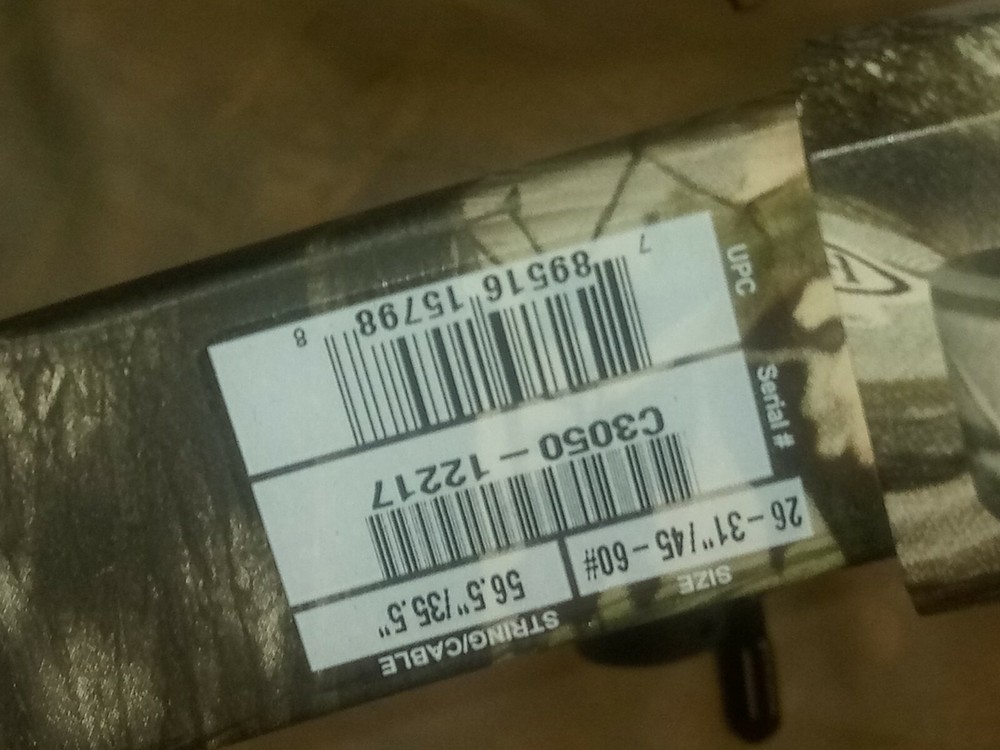 STRING/CABLE SIZE
56.5"/35.5" 26–31"/45–60#
C3050–12217
Serial #
7 89516 15798 8
UPC